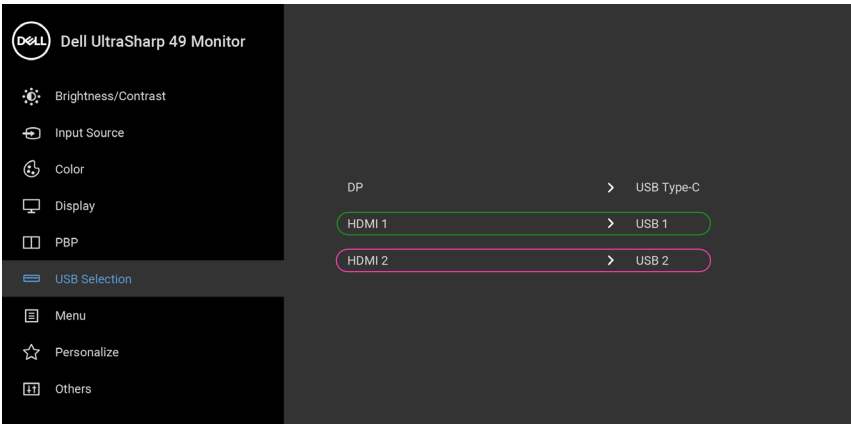 DELL
Dell UltraSharp 49 Monitor
Brightness/Contrast
Input Source
Color
Display
PBP
USB Selection
Menu
Personalize
Others
DP > USB Type-C
HDMI 1 > USB 1
HDMI 2 > USB 2